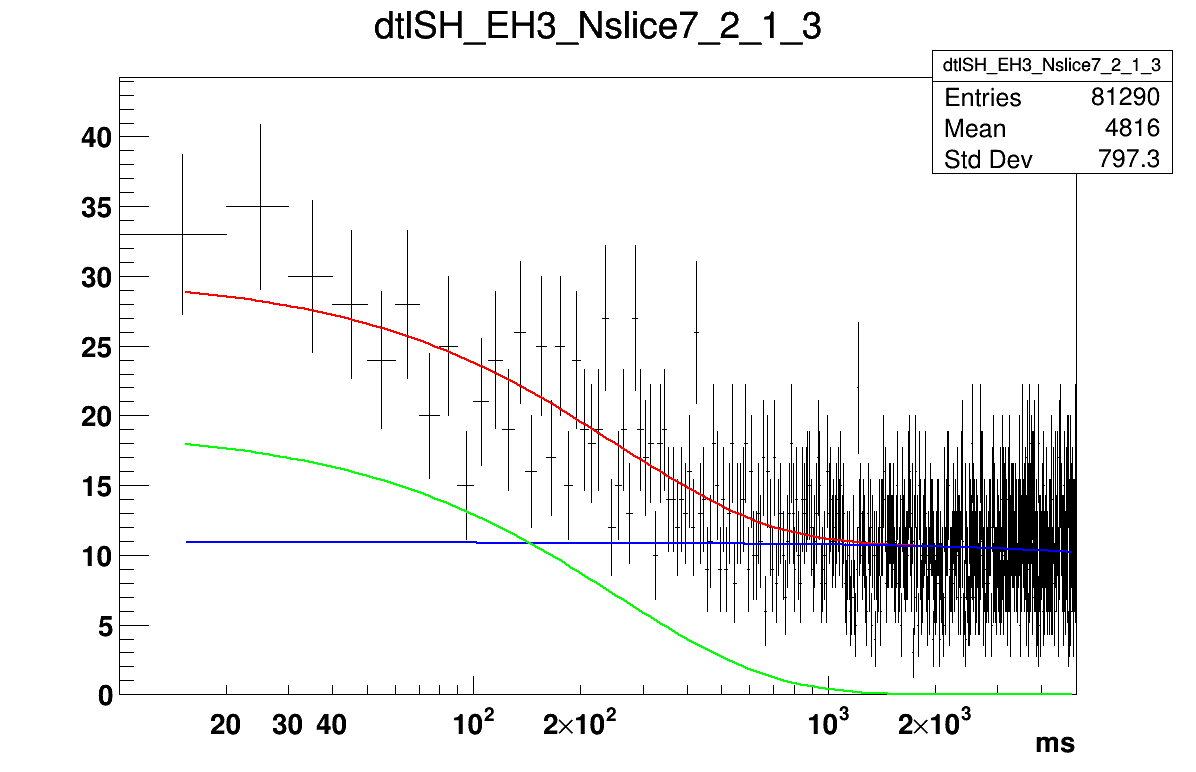 dtlSH_EH3_Nslice7_2_1_3
dtlSH_EH3_Nslice7_2_1_3
Entries 81290
Mean 4816
Std Dev 797.3
40
35
30
25
20
15
10
5
0
20 30 40 10² 2×10² 10³ 2×10³
ms